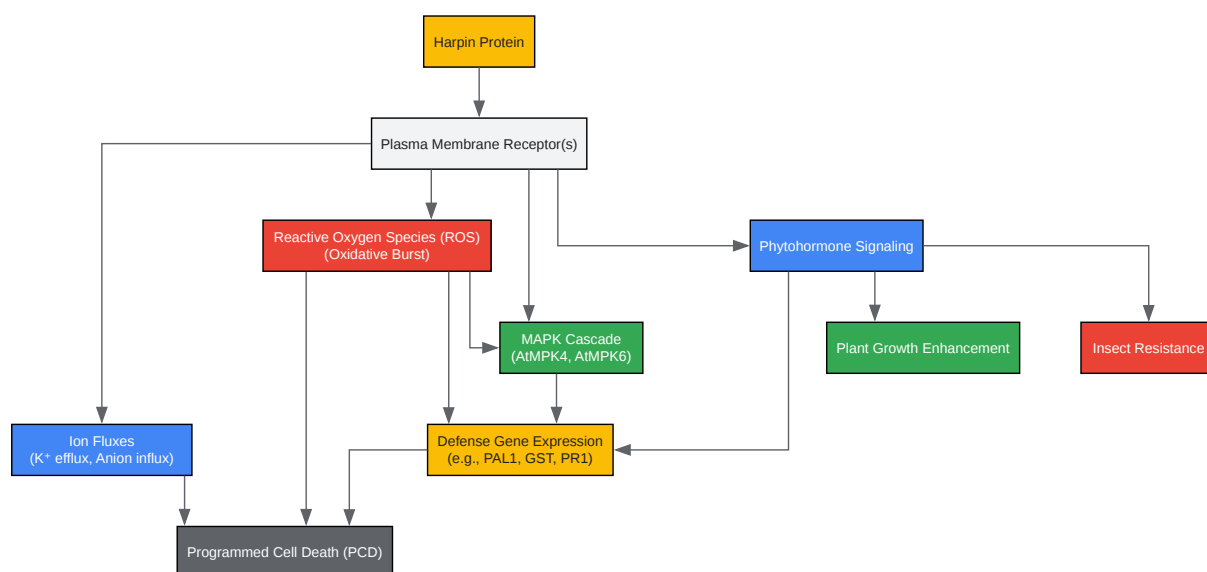 Harpin Protein
Plasma Membrane Receptor(s)
Reactive Oxygen Species (ROS)
(Oxidative Burst)
Phytohormone Signaling
MAPK Cascade
(AtMPK4, AtMPK6)
Plant Growth Enhancement
Insect Resistance
Ion Fluxes
(K⁺ efflux, Anion influx)
Defense Gene Expression
(e.g., PAL1, GST, PR1)
Programmed Cell Death (PCD)